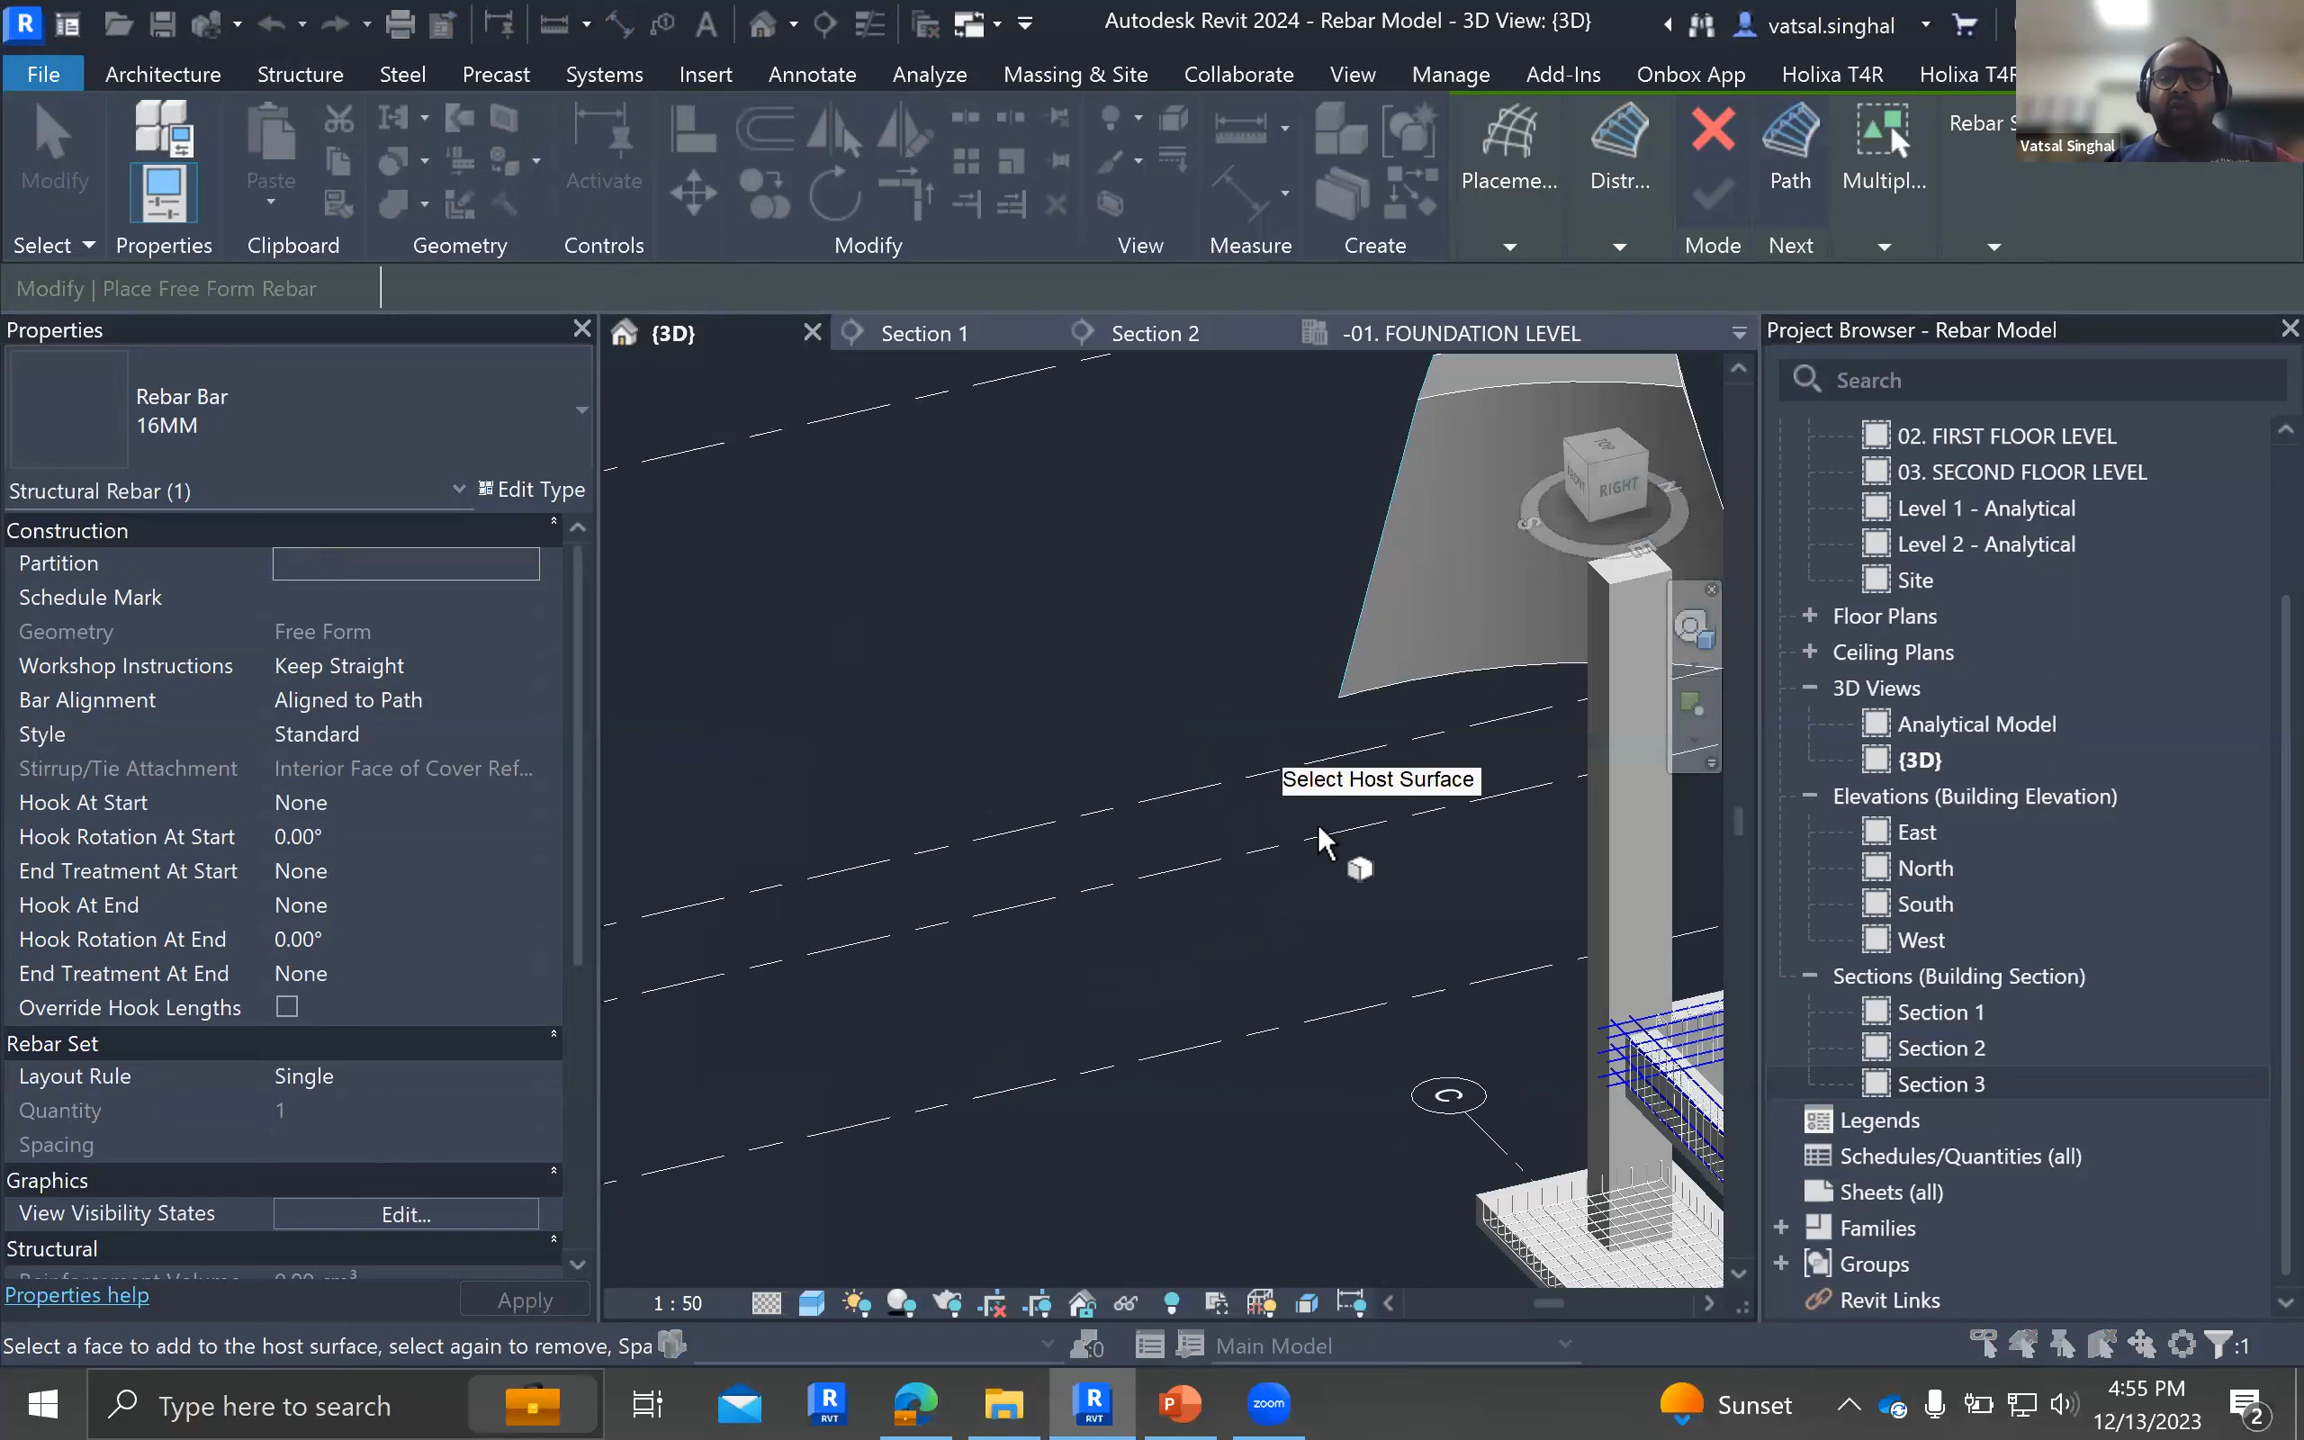 R
Autodesk Revit 2024 - Rebar Model - 3D View: {3D}
vatsal.singhal
File
Architecture
Structure
Steel
Precast
Systems
Insert
Annotate
Analyze
Massing & Site
Collaborate
View
Manage
Add-Ins
Onbox App
Holixa T4R
Holixa T4R
Modify
Paste
Activate
Placeme...
Distr...
Path
Multipl...
Rebar S
Vatsal Singhal
Select
Properties
Clipboard
Geometry
Controls
Modify
View
Measure
Create
Mode
Next
Modify | Place Free Form Rebar
Properties
Rebar Bar
16MM
Structural Rebar (1)
Edit Type
Construction
Partition
Schedule Mark
Geometry Free Form
Workshop Instructions Keep Straight
Bar Alignment Aligned to Path
Style Standard
Stirrup/Tie Attachment Interior Face of Cover Ref...
Hook At Start None
Hook Rotation At Start 0.00°
End Treatment At Start None
Hook At End None
Hook Rotation At End 0.00°
End Treatment At End None
Override Hook Lengths
Rebar Set
Layout Rule Single
Quantity 1
Spacing
Graphics
View Visibility States Edit...
Structural
Properties help
Apply
{3D}
Section 1
Section 2
-01. FOUNDATION LEVEL
TOP
FRONT
RIGHT
S
Select Host Surface
C
1 : 50
Project Browser - Rebar Model
Search
02. FIRST FLOOR LEVEL
03. SECOND FLOOR LEVEL
Level 1 - Analytical
Level 2 - Analytical
Site
Floor Plans
Ceiling Plans
3D Views
Analytical Model
{3D}
Elevations (Building Elevation)
East
North
South
West
Sections (Building Section)
Section 1
Section 2
Section 3
Legends
Schedules/Quantities (all)
Sheets (all)
Families
Groups
Revit Links
Select a face to add to the host surface, select again to remove, Spa
:0
Main Model
:1
Type here to search
R
RVT
R
RVT
P
zoom
Sunset
4:55 PM
12/13/2023
2